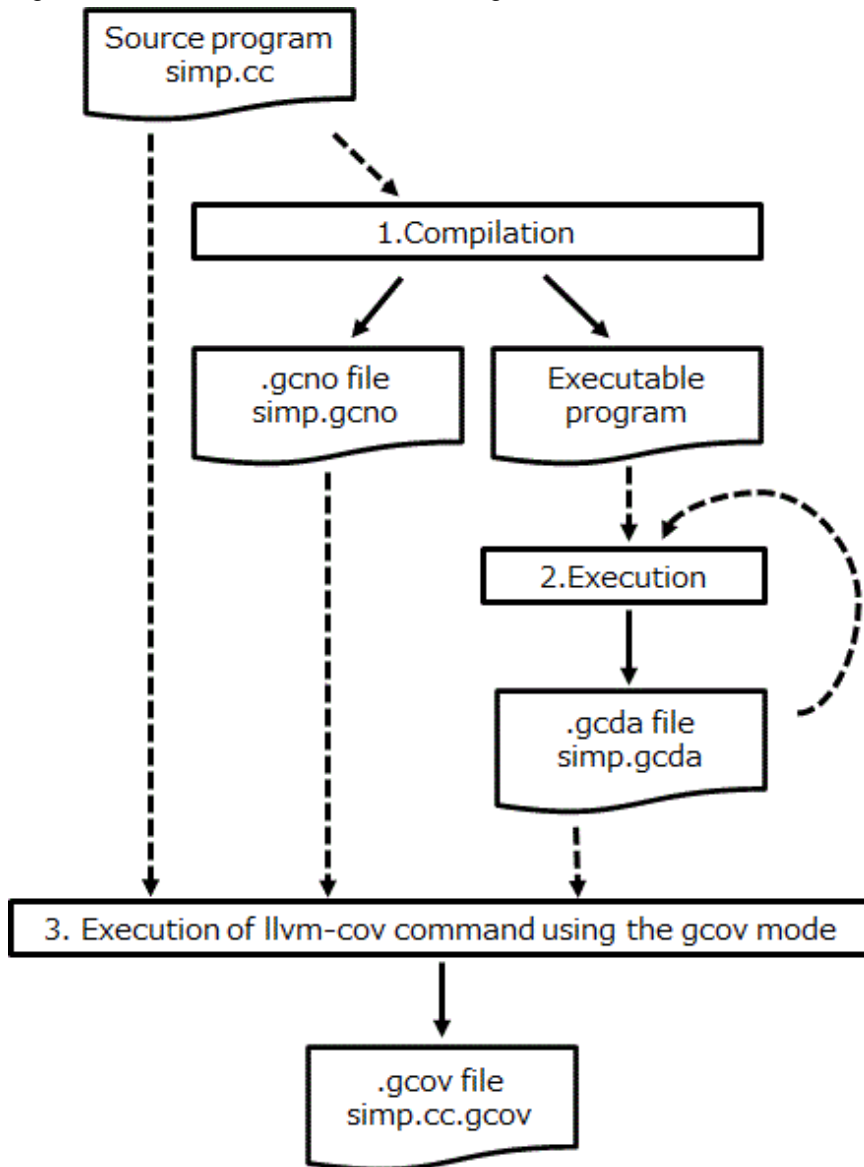 Source program
simp.cc
1.Compilation
.gcno file
simp.gcno
Executable
program
2.Execution
.gcda file
simp.gcda
3. Execution of llvm-cov command using the gcov mode
.gcov file
simp.cc.gcov